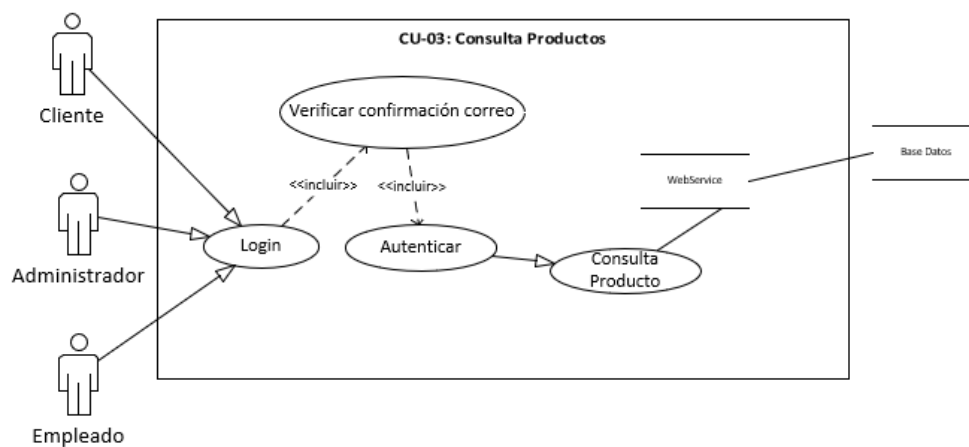 CU-03: Consulta Productos
Cliente
Verificar confirmación correo
Base Datos
WebService
<<incluir>>
<<incluir>>
Login
Autenticar
Consulta
Producto
Administrador
Empleado